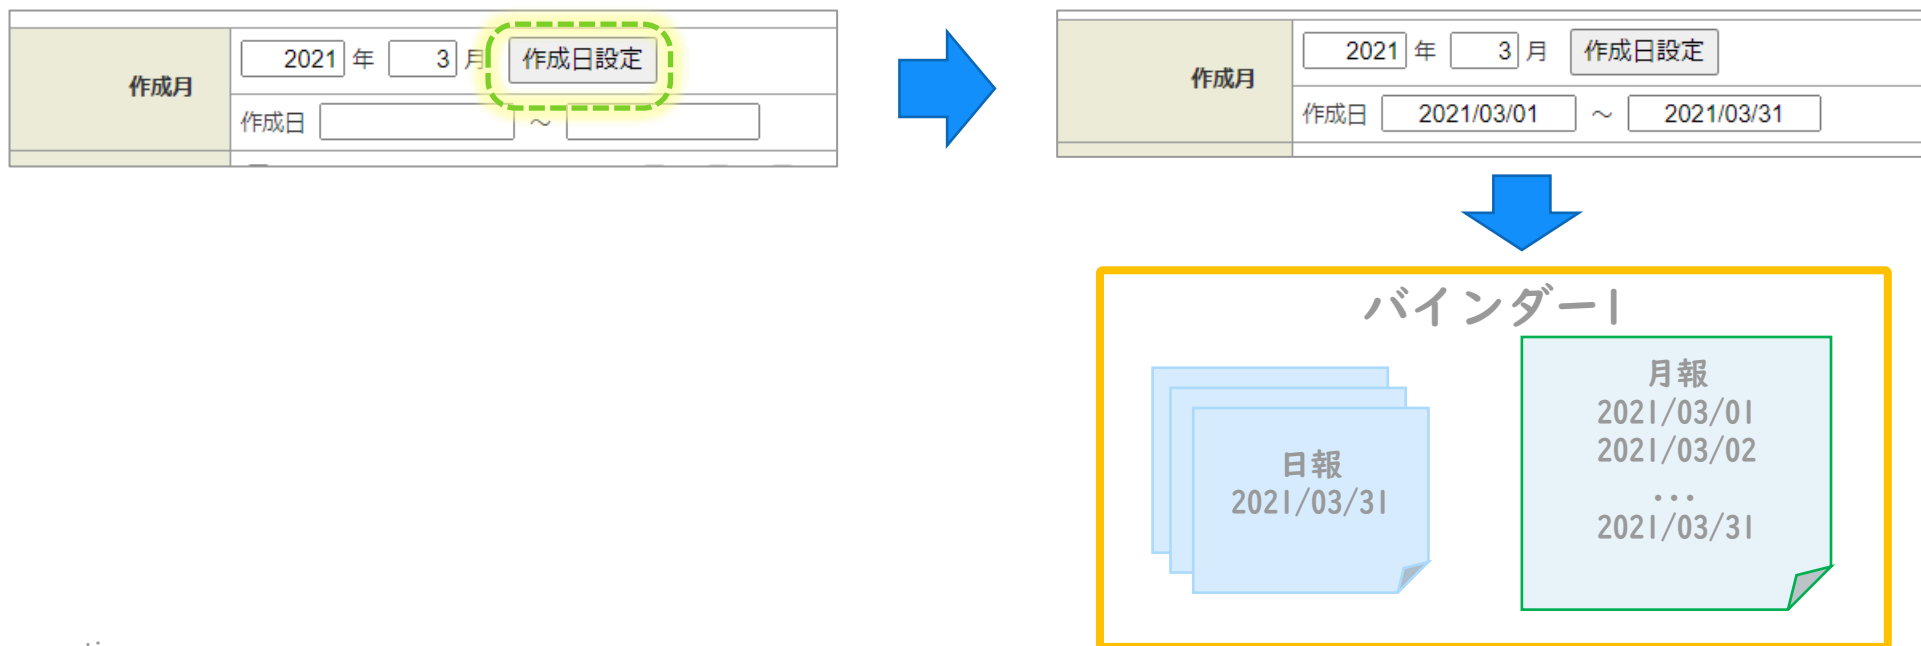 作成月
2021 年 3 月 作成日設定
作成日 ～
作成月
2021 年 3 月 作成日設定
作成日 2021/03/01 ～ 2021/03/31
バインダー1
日報
2021/03/31
月報
2021/03/01
2021/03/02
...
2021/03/31